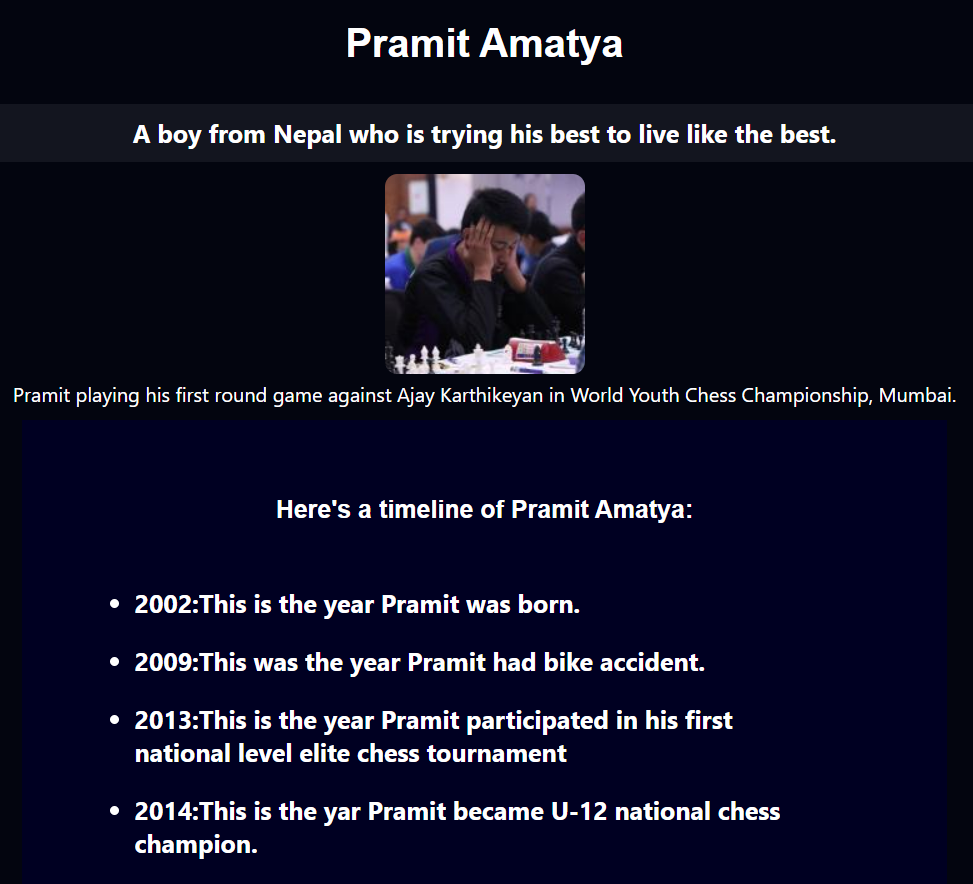 Pramit Amatya
A boy from Nepal who is trying his best to live like the best.
Pramit playing his first round game against Ajay Karthikeyan in World Youth Chess Championship, Mumbai.
Here's a timeline of Pramit Amatya:
2002:This is the year Pramit was born.
2009:This was the year Pramit had bike accident.
2013:This is the year Pramit participated in his first
national level elite chess tournament
2014:This is the yar Pramit became U-12 national chess
champion.